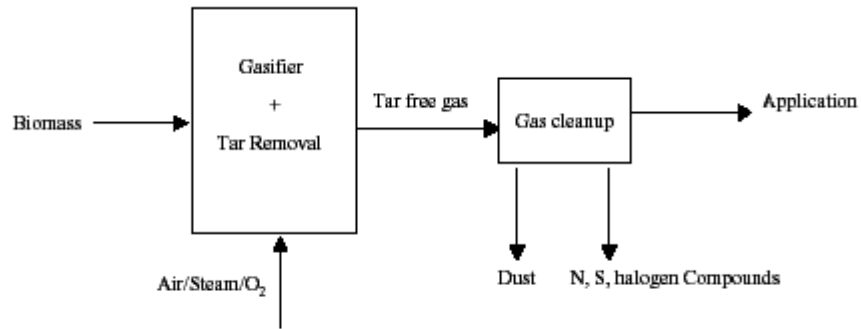 Gasifier
+
Tar Removal
Biomass
Tar free gas
Gas cleanup
Application
Air/Steam/O₂
Dust
N, S, halogen Compounds